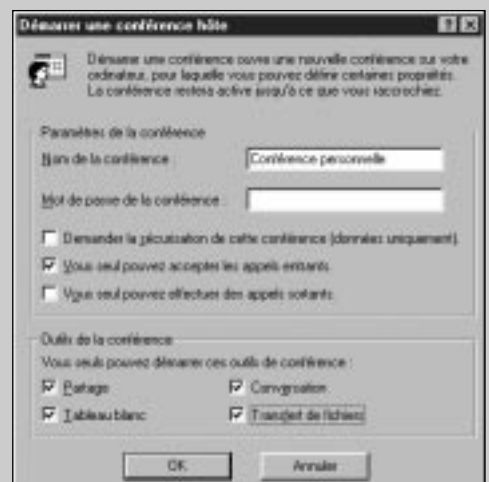 Démarrer une conférence hôte
Démarrer une conférence ouvre une nouvelle conférence sur votre
ordinateur, pour laquelle vous pouvez définir certaines propriétés.
La conférence restera active jusqu'à ce que vous raccrochiez.
Paramètres de la conférence
Nom de la conférence :
Conférence personnelle
Mot de passe de la conférence :
Demander la sécurisation de cette conférence (données uniquement).
Vous seul pouvez accepter les appels entrants
Vous seul pouvez effectuer des appels sortants
Outils de la conférence
Vous seuls pouvez démarrer ces outils de conférence :
Partage
Conversation
Tableau blanc
Transfert de fichiers
OK
Annuler